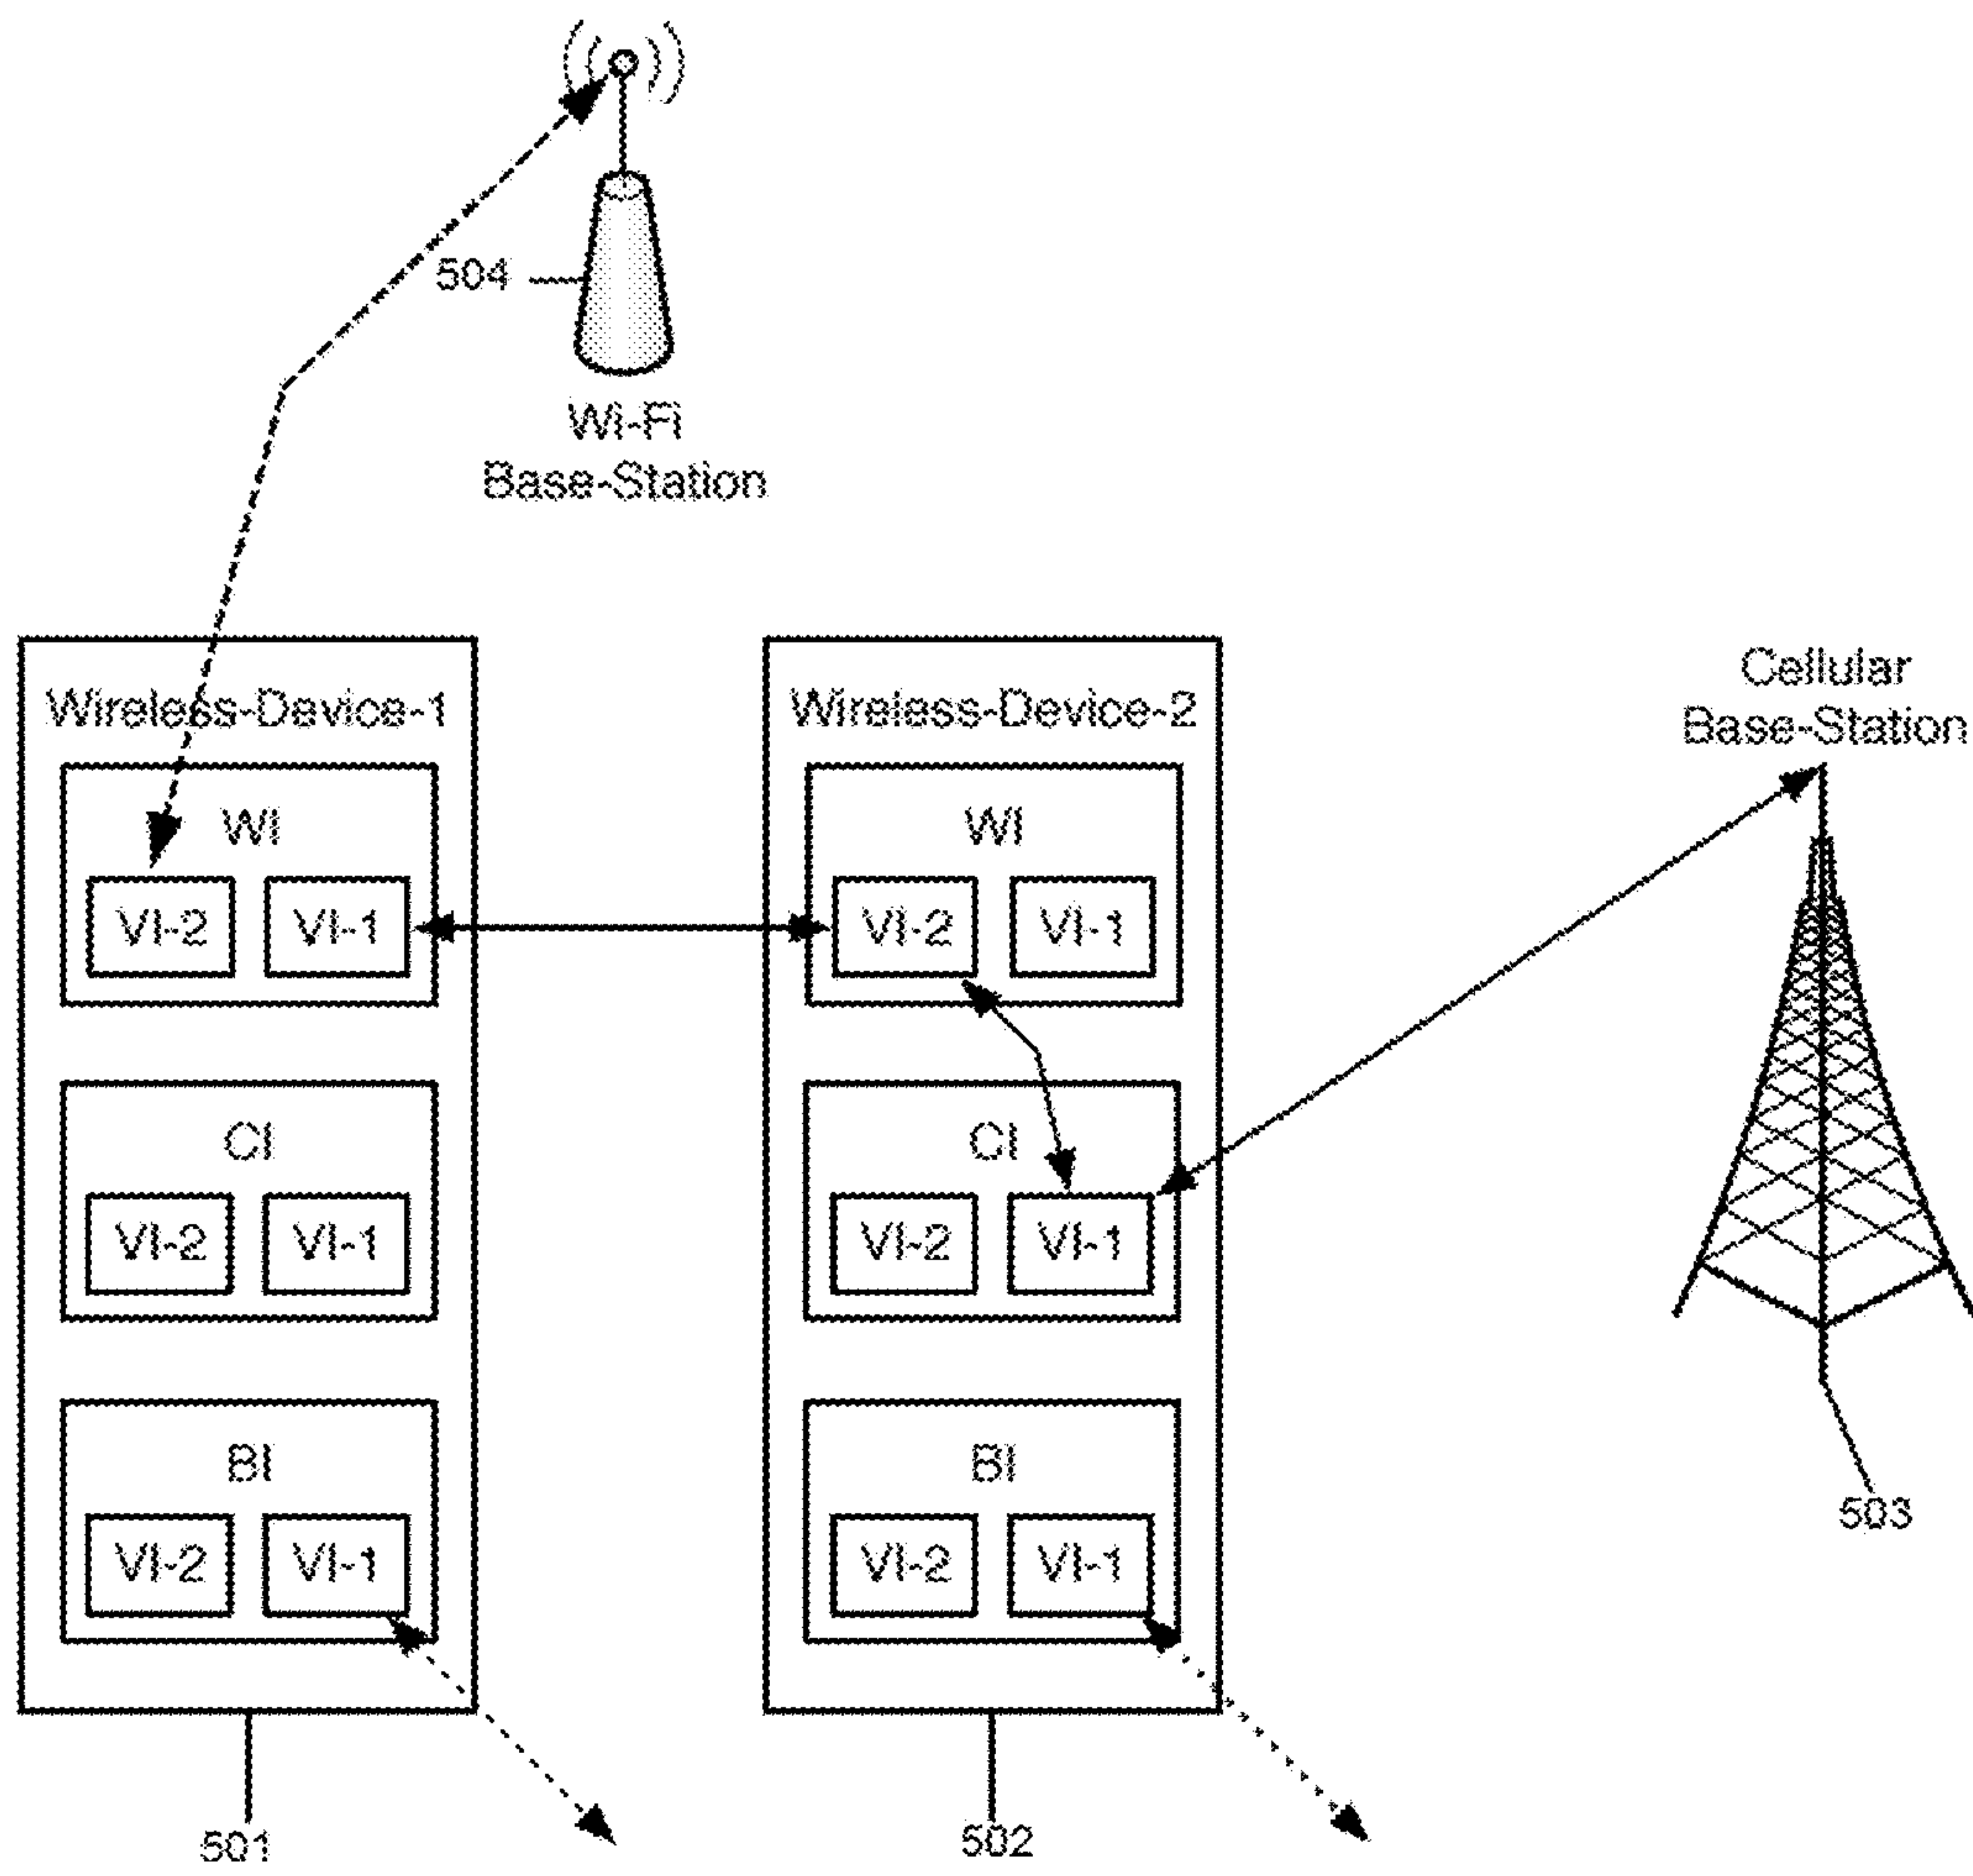 504
Wi-Fi
Base-Station
Wireless-Device-1
WI
VI-2 VI-1
CI
VI-2 VI-1
BI
VI-2 VI-1
501
Wireless-Device-2
WI
VI-2 VI-1
CI
VI-2 VI-1
BI
VI-2 VI-1
502
Cellular
Base-Station
503